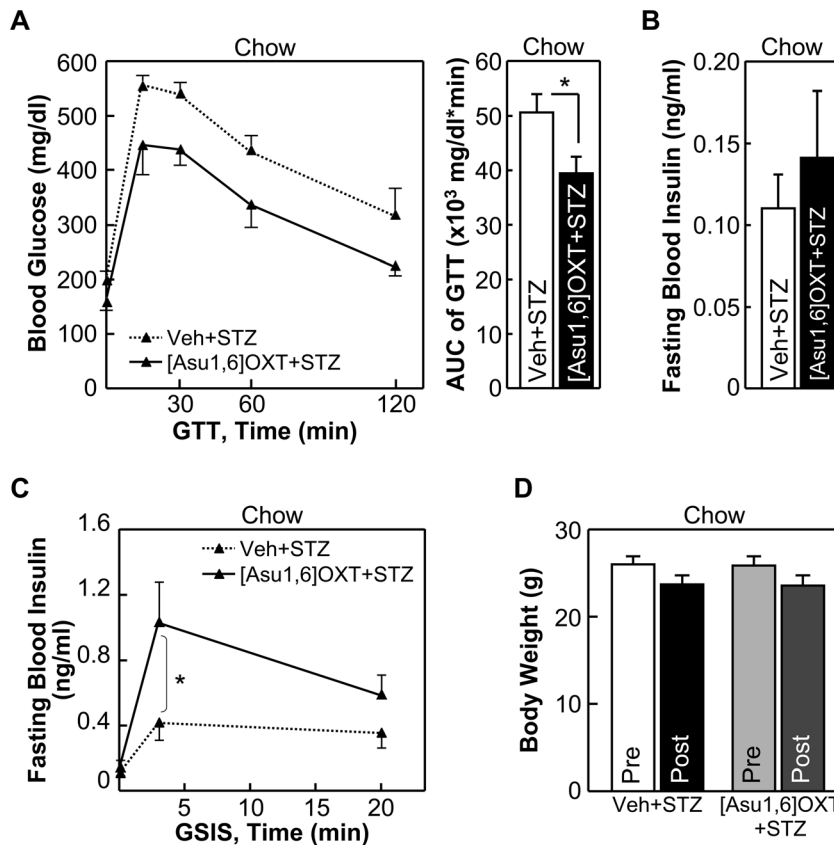 A
Chow
Blood Glucose (mg/dl)
600
500
400
300
200
100
0
Veh+STZ
[Asu1,6]OXT+STZ
30
60
120
GTT, Time (min)
Chow
AUC of GTT (x10³ mg/dl*min)
60
50
40
30
20
10
0
*
Veh+STZ
[Asu1,6]OXT+STZ
B
Chow
Fasting Blood Insulin (ng/ml)
0.20
0.15
0.10
0.05
0
Veh+STZ
[Asu1,6]OXT+STZ
C
Chow
Fasting Blood Insulin
(ng/ml)
1.6
1.2
0.8
0.4
0
Veh+STZ
[Asu1,6]OXT+STZ
*
5
10
15
20
GSIS, Time (min)
D
Chow
Body Weight (g)
30
20
10
0
Pre
Post
Pre
Post
Veh+STZ
[Asu1,6]OXT
+STZ